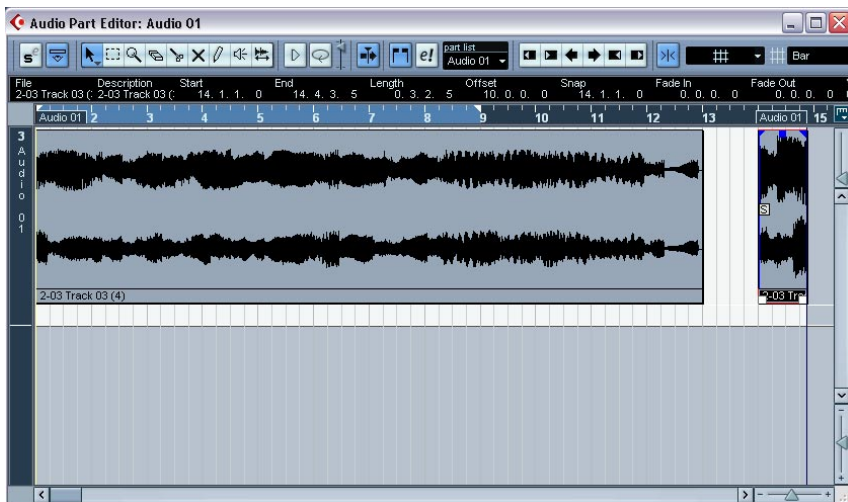 Audio Part Editor: Audio 01
s e e! part list Audio 01 Bar
File Description Start End Length Offset Snap Fade In Fade Out
2-03 Track 03 (: 2-03 Track 03 (: 14. 1. 1. 0 14. 4. 3. 5 0. 3. 2. 5 10. 0. 0. 0 14. 1. 1. 0 0. 0. 0. 0 0. 0. 0. 0
Audio 01 2 3 4 5 6 7 8 9 10 11 12 13 Audio 01 15
3
Audio 01
S
2-03 Track 03 (4) 2-03 Tra